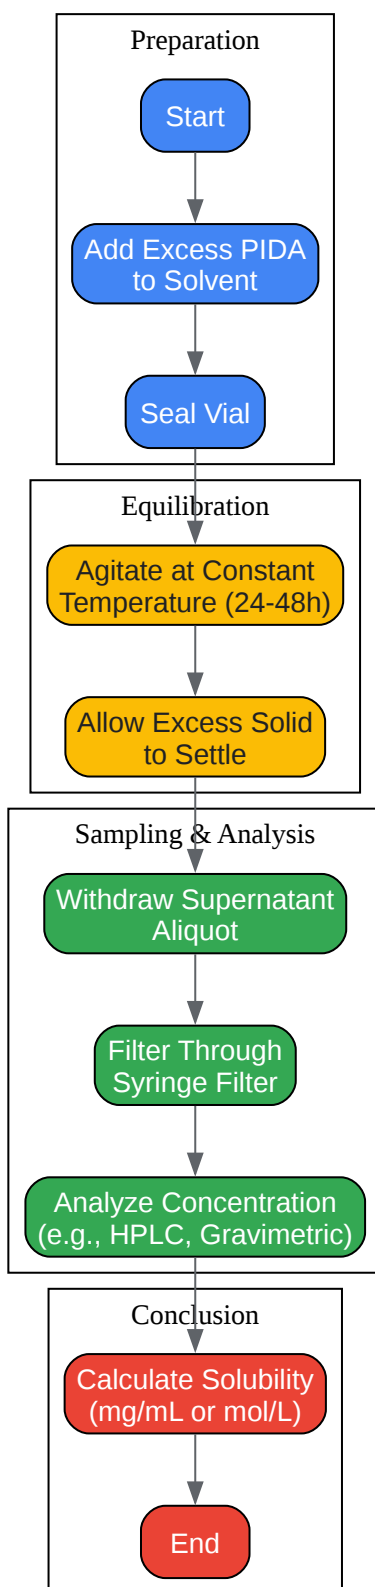 Preparation
Start
Add Excess PIDA
to Solvent
Seal Vial
Equilibration
Agitate at Constant
Temperature (24-48h)
Allow Excess Solid
to Settle
Sampling & Analysis
Withdraw Supernatant
Aliquot
Filter Through
Syringe Filter
Analyze Concentration
(e.g., HPLC, Gravimetric)
Conclusion
Calculate Solubility
(mg/mL or mol/L)
End